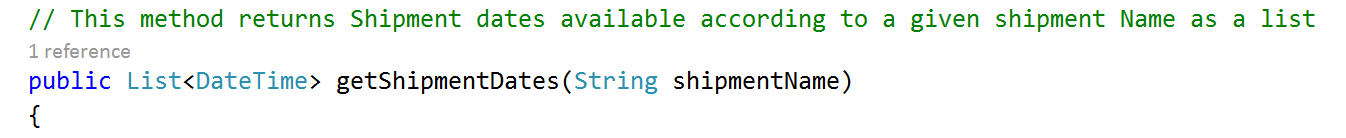 // This method returns Shipment dates available according to a given shipment Name as a list
1 reference
public List<DateTime> getShipmentDates(String shipmentName)
{